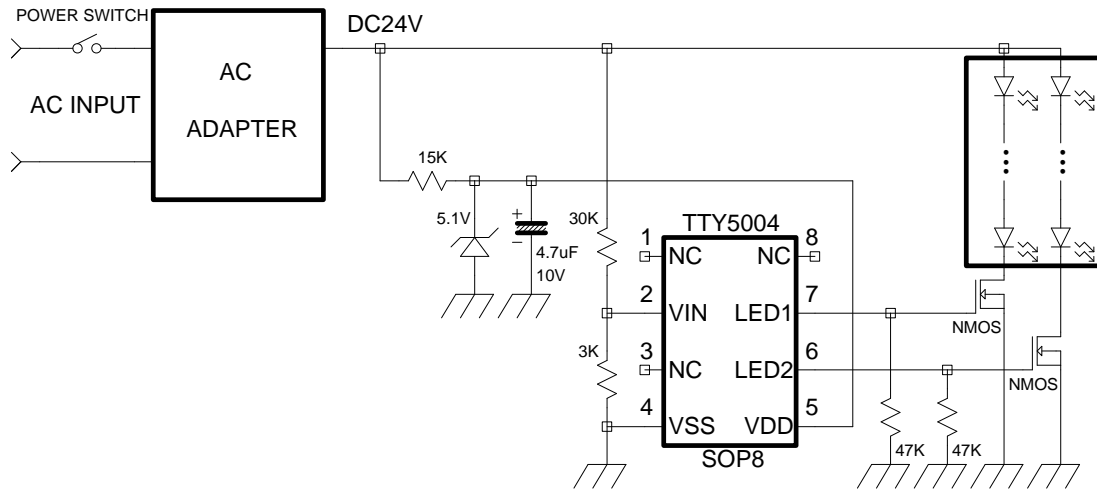 POWER SWITCH
DC24V
AC INPUT
AC
ADAPTER
15K
5.1V
+
−
4.7uF
10V
30K
3K
TTY5004
1
NC
NC
8
2
VIN
LED1
7
3
NC
LED2
6
4
VSS
VDD
5
SOP8
NMOS
NMOS
47K
47K